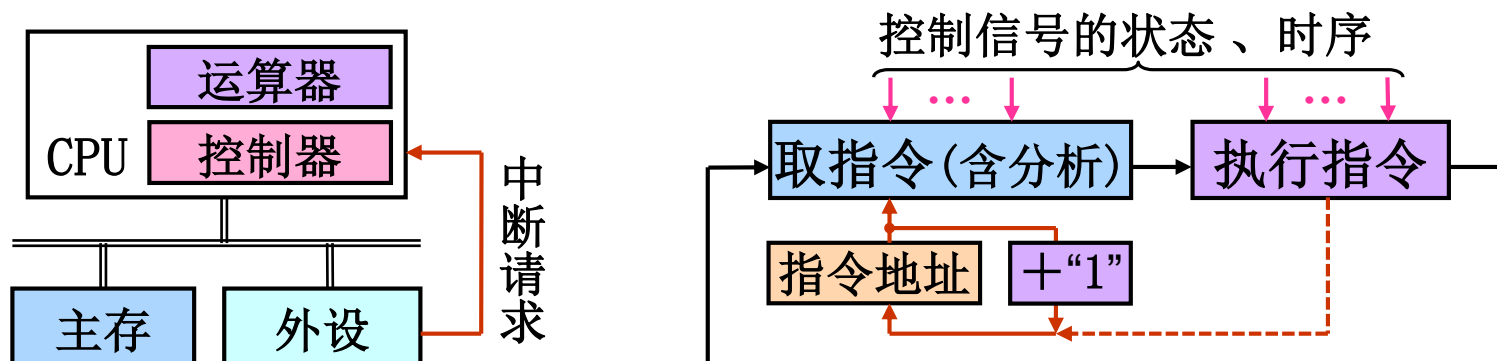 运算器
CPU
控制器
中断请求
主存
外设
控制信号的状态、时序
...
...
取指令(含分析)
执行指令
指令地址
+“1”